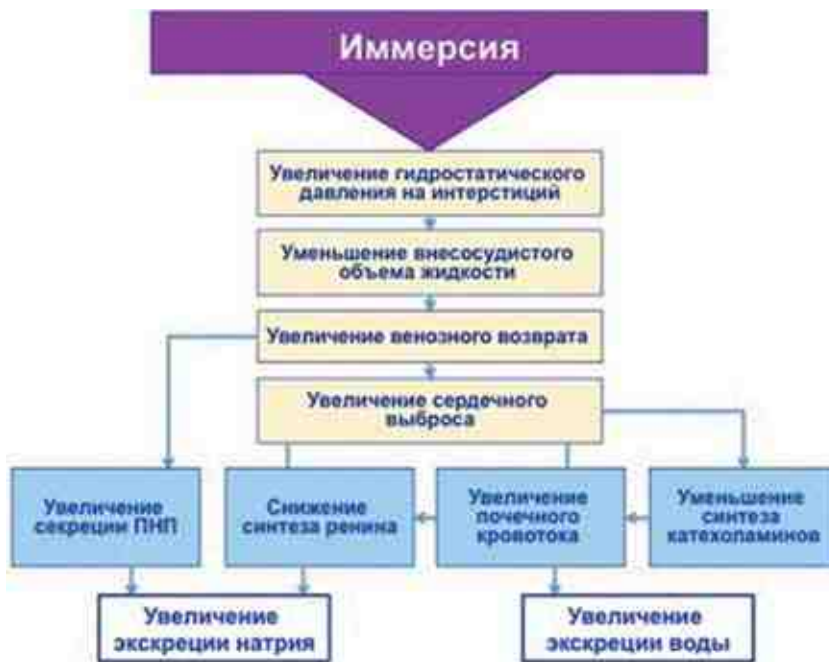 Иммерсия
Увеличение гидростатического
давления на интерстиций
Уменьшение внесосудистого
объема жидкости
Увеличение венозного возврата
Увеличение сердечного
выброса
Увеличение
секреции ПНП
Снижение
синтеза ренина
Увеличение
почечного
кровотока
Уменьшение
синтеза
катехоламинов
Увеличение
экскреции натрия
Увеличение
экскреции воды